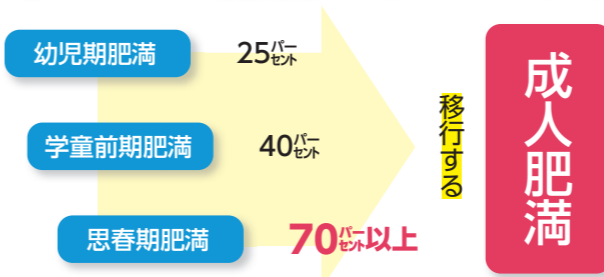 幼児期肥満 25パーセント
学童前期肥満 40パーセント
思春期肥満 70パーセント以上
移行する
成人肥満